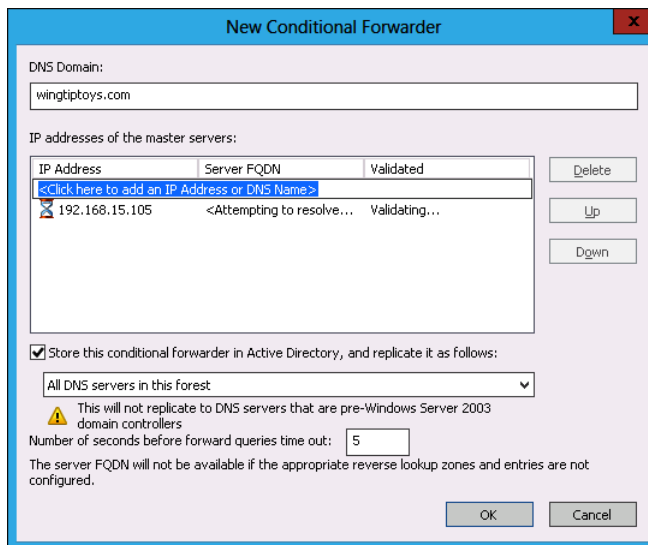 New Conditional Forwarder
x
DNS Domain:
wingtiptoys.com
IP addresses of the master servers:
IP Address Server FQDN Validated
<Click here to add an IP Address or DNS Name>
192.168.15.105 <Attempting to resolve... Validating...
Delete
Up
Down
Store this conditional forwarder in Active Directory, and replicate it as follows:
All DNS servers in this forest
This will not replicate to DNS servers that are pre-Windows Server 2003
domain controllers
Number of seconds before forward queries time out: 5
The server FQDN will not be available if the appropriate reverse lookup zones and entries are not
configured.
OK Cancel